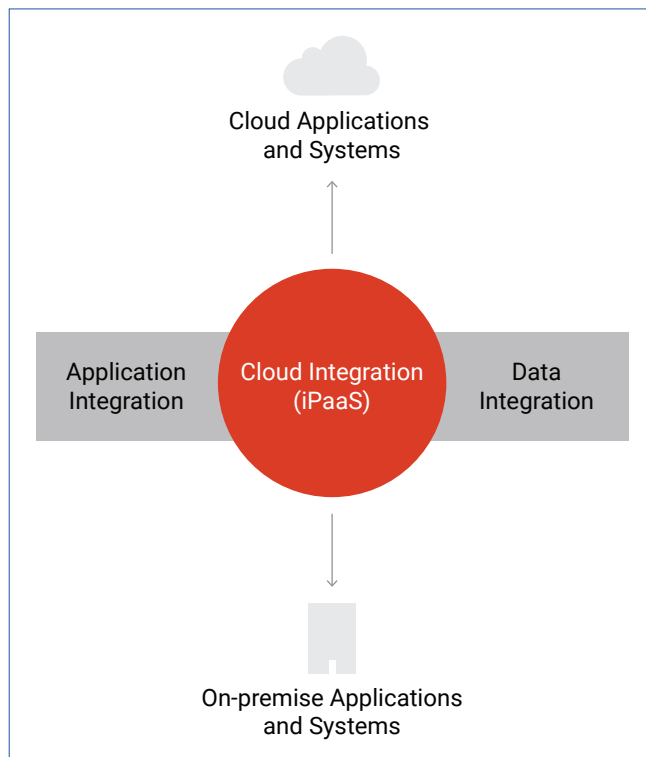 Cloud Applications
and Systems
Application
Integration
Cloud Integration
(iPaaS)
Data
Integration
On-premise Applications
and Systems